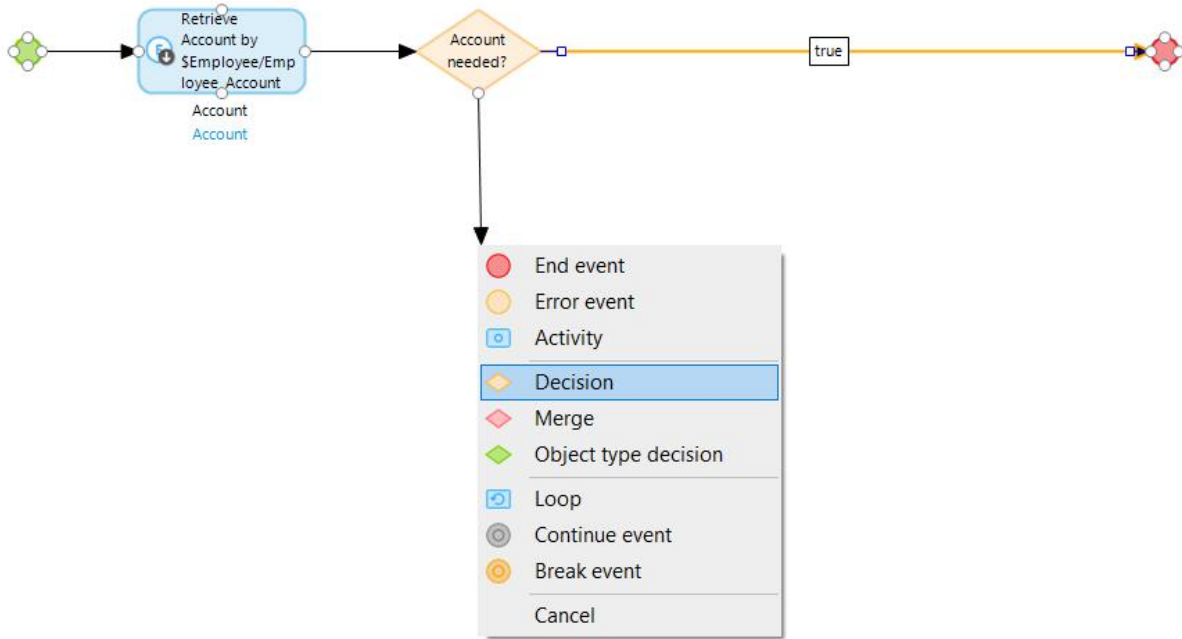 Retrieve
Account by
$Employee/Emp
loyee_Account
Account
Account
Account
needed?
true
End event
Error event
Activity
Decision
Merge
Object type decision
Loop
Continue event
Break event
Cancel